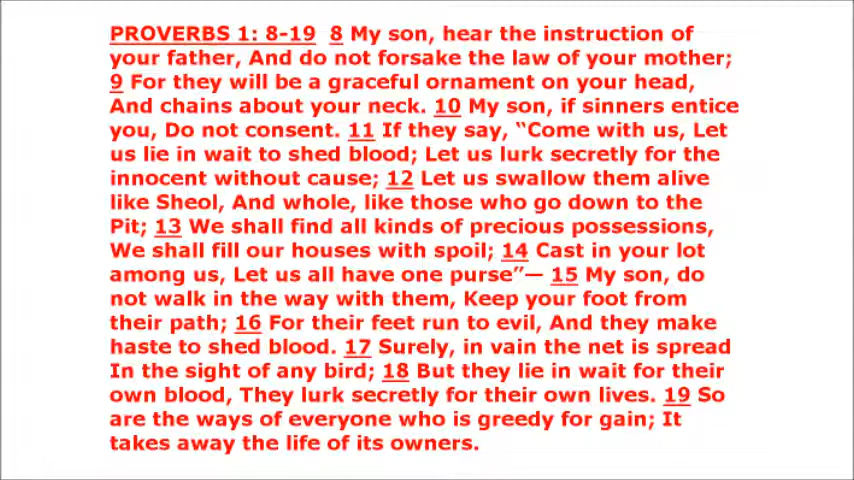 PROVERBS 1: 8-19 8 My son, hear the instruction of
your father, And do not forsake the law of your mother;
9 For they will be a graceful ornament on your head,
And chains about your neck. 10 My son, if sinners entice
you, Do not consent. 11 If they say, “Come with us, Let
us lie in wait to shed blood; Let us lurk secretly for the
innocent without cause; 12 Let us swallow them alive
like Sheol, And whole, like those who go down to the
Pit; 13 We shall find all kinds of precious possessions,
We shall fill our houses with spoil; 14 Cast in your lot
among us, Let us all have one purse”— 15 My son, do
not walk in the way with them, Keep your foot from
their path; 16 For their feet run to evil, And they make
haste to shed blood. 17 Surely, in vain the net is spread
In the sight of any bird; 18 But they lie in wait for their
own blood, They lurk secretly for their own lives. 19 So
are the ways of everyone who is greedy for gain; It
takes away the life of its owners.